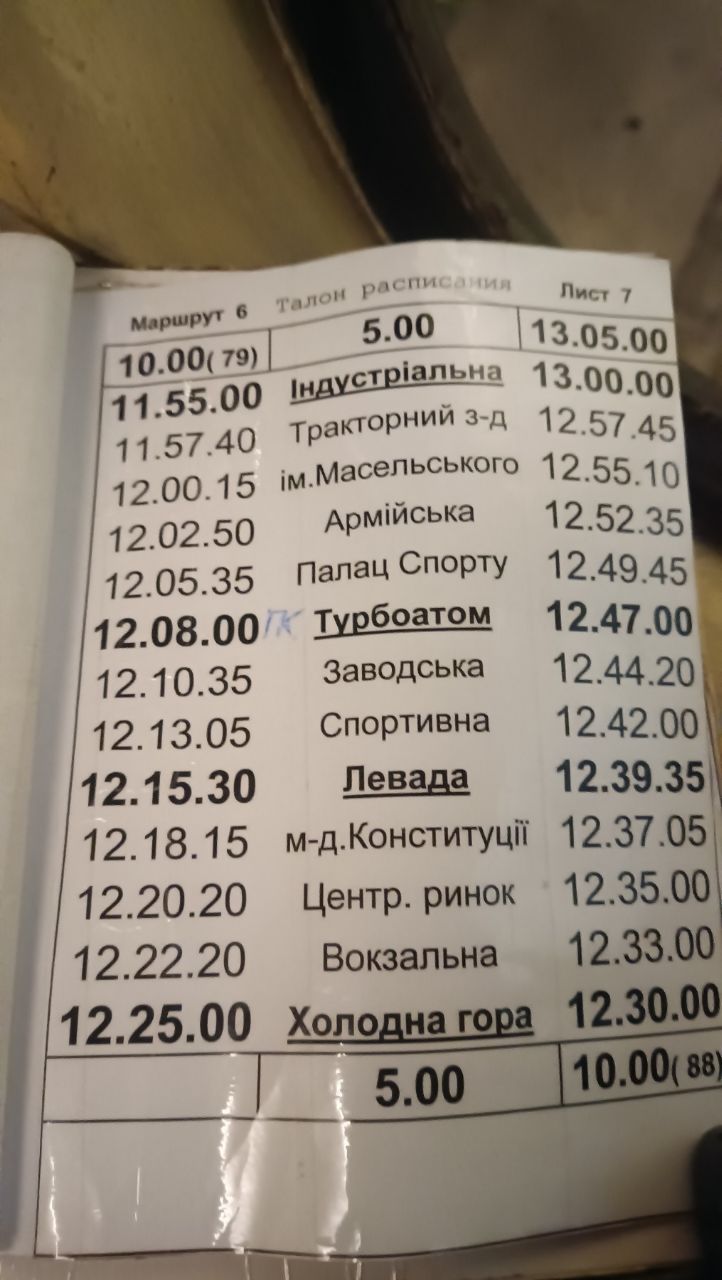 Маршрут 6 Талон расписания Лист 7
10.00( 79) 5.00 13.05.00
11.55.00 Індустріальна 13.00.00
11.57.40 Тракторний з-д 12.57.45
12.00.15 ім.Масельського 12.55.10
12.02.50 Армійська 12.52.35
12.05.35 Палац Спорту 12.49.45
12.08.00 ПК Турбоатом 12.47.00
12.10.35 Заводська 12.44.20
12.13.05 Спортивна 12.42.00
12.15.30 Левада 12.39.35
12.18.15 м-д.Конституції 12.37.05
12.20.20 Центр. ринок 12.35.00
12.22.20 Вокзальна 12.33.00
12.25.00 Холодна гора 12.30.00
5.00 10.00( 88)